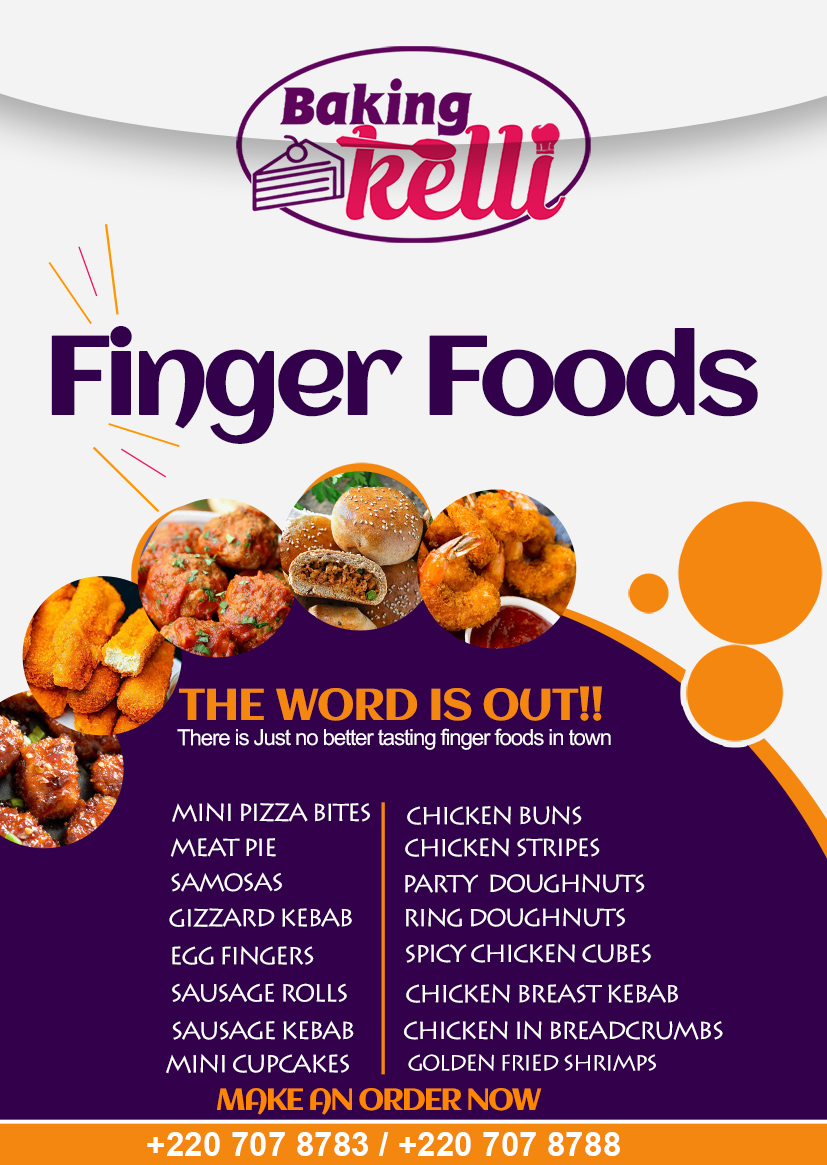 Baking
kelli
Finger Foods
THE WORD IS OUT!!
There is Just no better tasting finger foods in town
MINI PIZZA BITES
MEAT PIE
SAMOSAS
GIZZARD KEBAB
EGG FINGERS
SAUSAGE ROLLS
SAUSAGE KEBAB
MINI CUPCAKES
CHICKEN BUNS
CHICKEN STRIPES
PARTY DOUGHNUTS
RING DOUGHNUTS
SPICY CHICKEN CUBES
CHICKEN BREAST KEBAB
CHICKEN IN BREADCRUMBS
GOLDEN FRIED SHRIMPS
MAKE AN ORDER NOW
+220 707 8783 / +220 707 8788